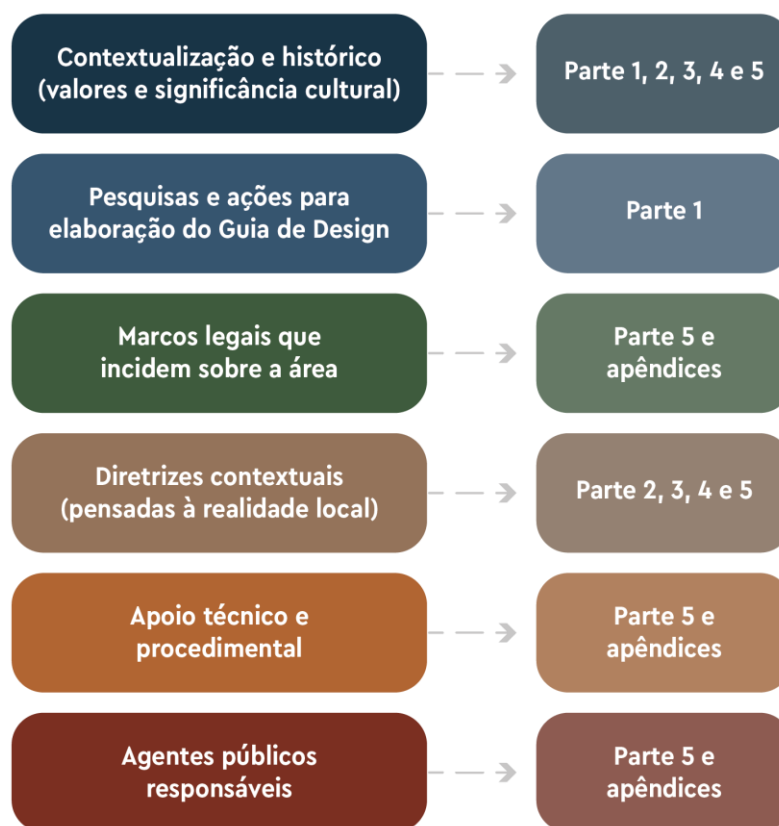 Contextualização e histórico
(valores e significância cultural)
Parte 1, 2, 3, 4 e 5
Pesquisas e ações para
elaboração do Guia de Design
Parte 1
Marcos legais que
incidem sobre a área
Parte 5 e
apêndices
Diretrizes contextuais
(pensadas à realidade local)
Parte 2, 3, 4 e 5
Apoio técnico e
procedimental
Parte 5 e
apêndices
Agentes públicos
responsáveis
Parte 5 e
apêndices